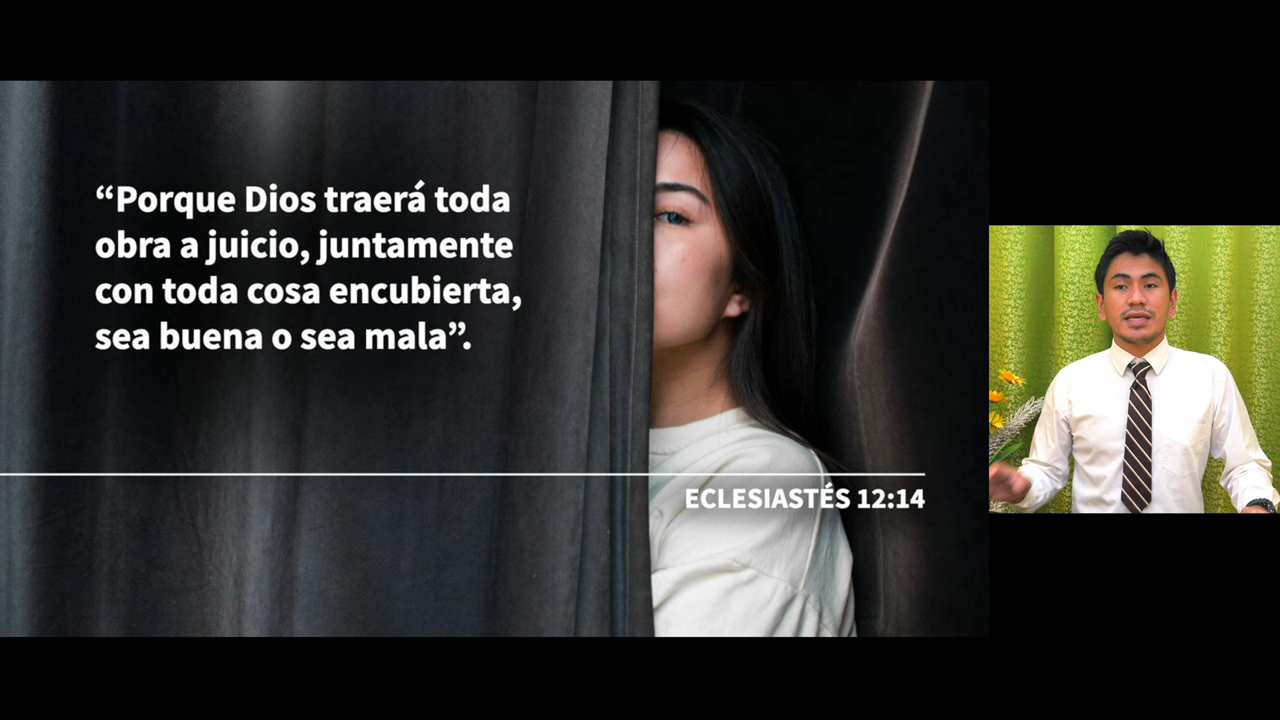 “Porque Dios traerá toda
obra a juicio, juntamente
con toda cosa encubierta,
sea buena o sea mala”.
ECLESIASTÉS 12:14